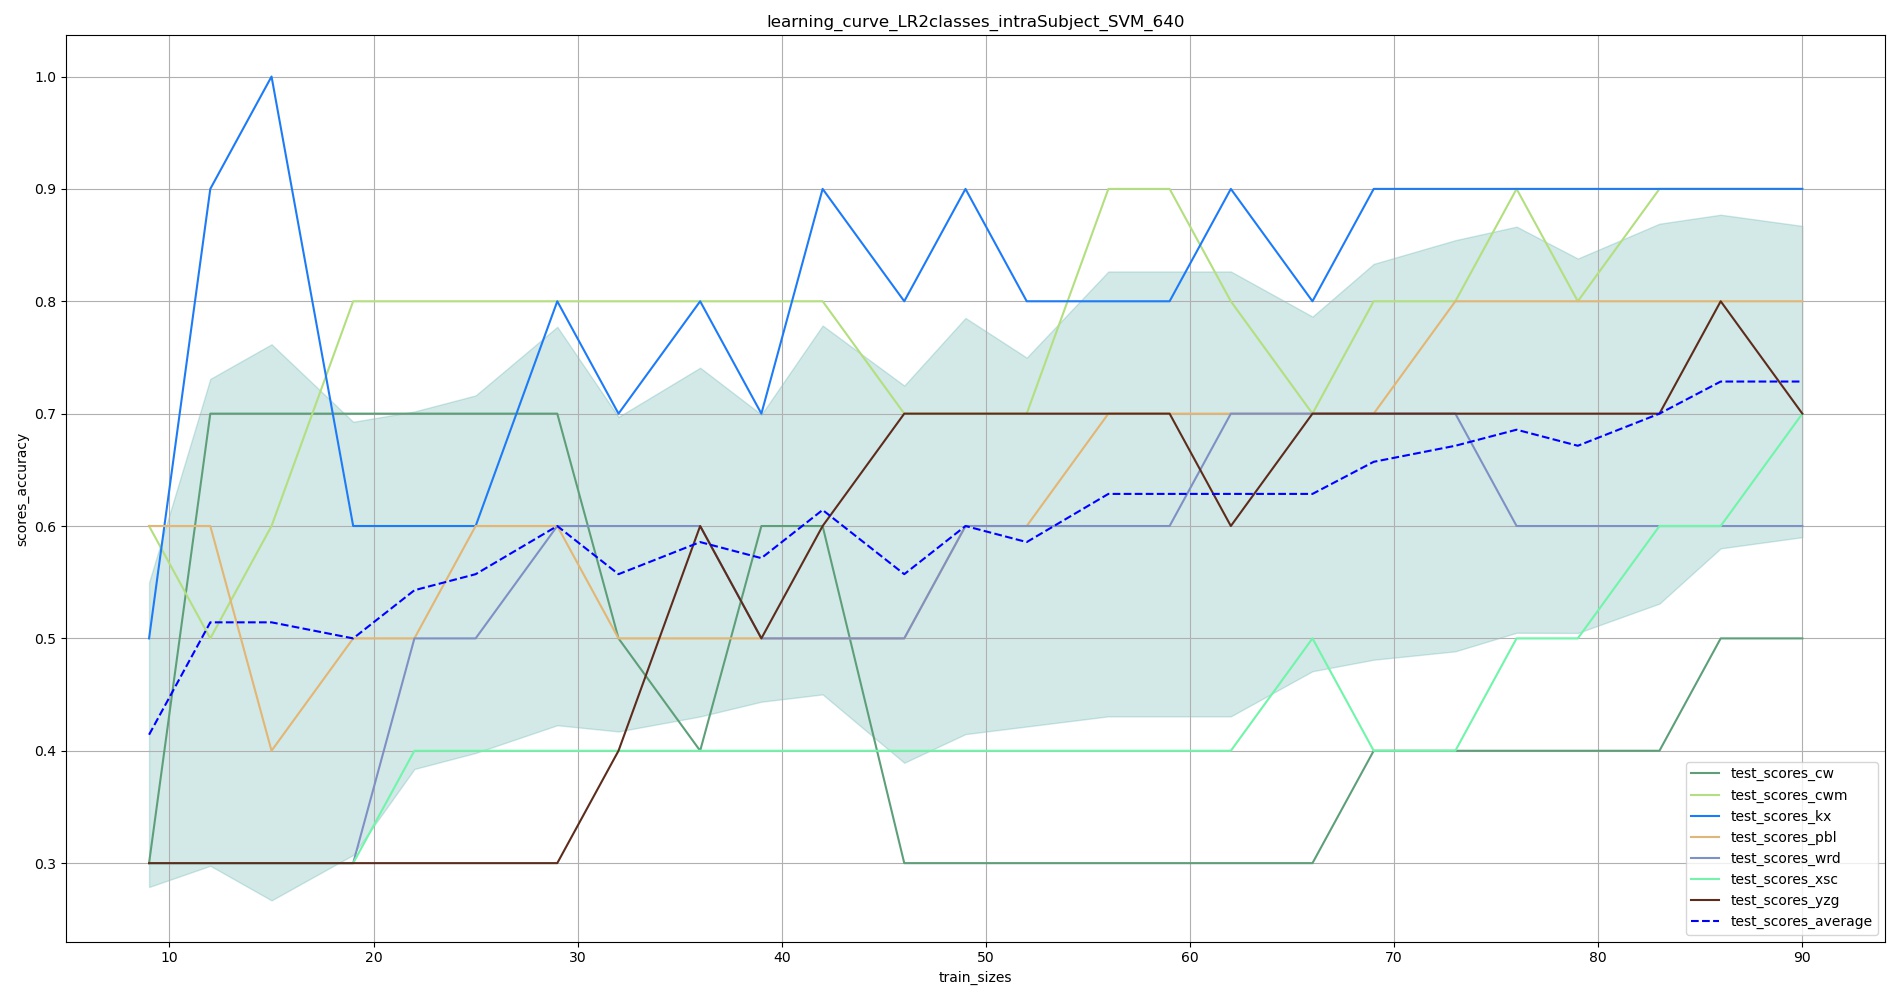 learning_curve_LR2classes_intraSubject_SVM_640
scores_accuracy
1.0
0.9
0.8
0.7
0.6
0.5
0.4
0.3
10 20 30 40 50 60 70 80 90
train_sizes
test_scores_cw
test_scores_cwm
test_scores_kx
test_scores_pbl
test_scores_wrd
test_scores_xsc
test_scores_yzg
test_scores_average